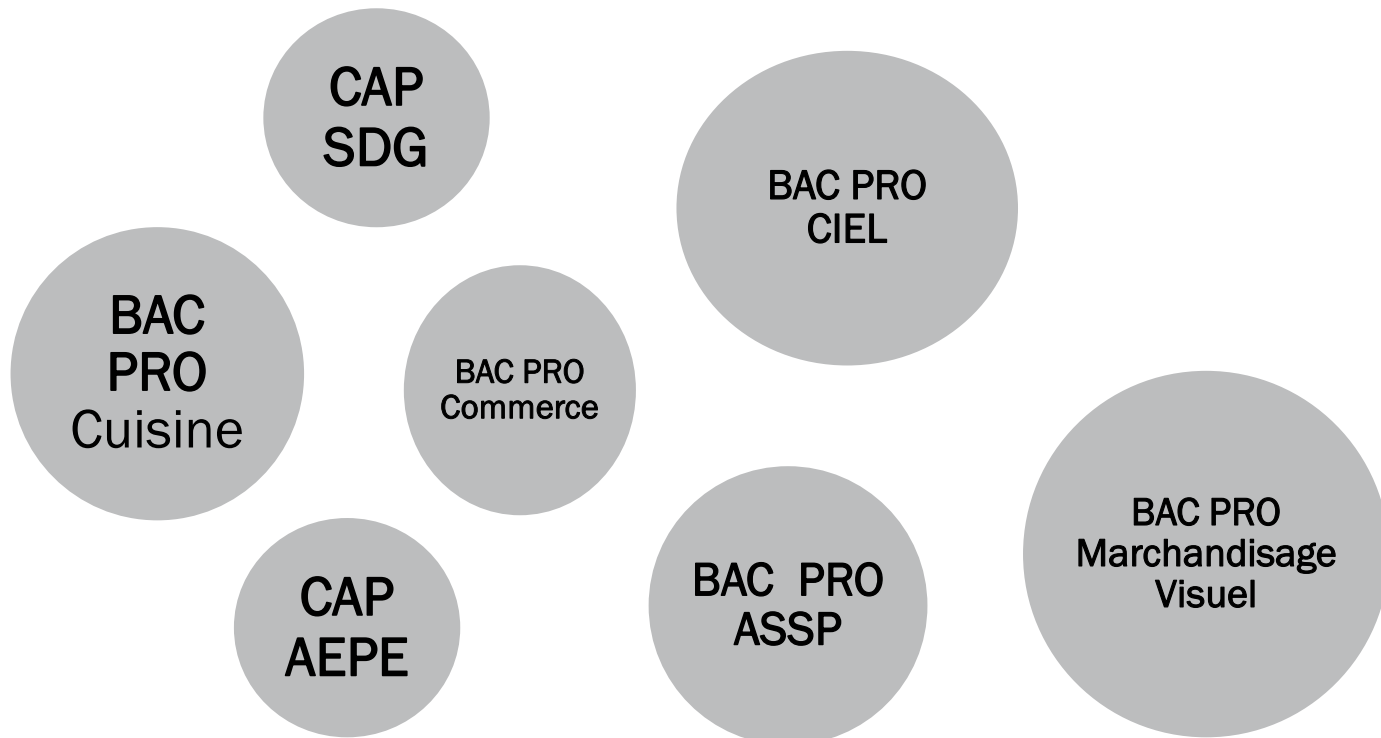 CAP
SDG
BAC PRO
CIEL
BAC
PRO
Cuisine
BAC PRO
Commerce
BAC PRO
Marchandisage
Visuel
CAP
AEPE
BAC  PRO
ASSP